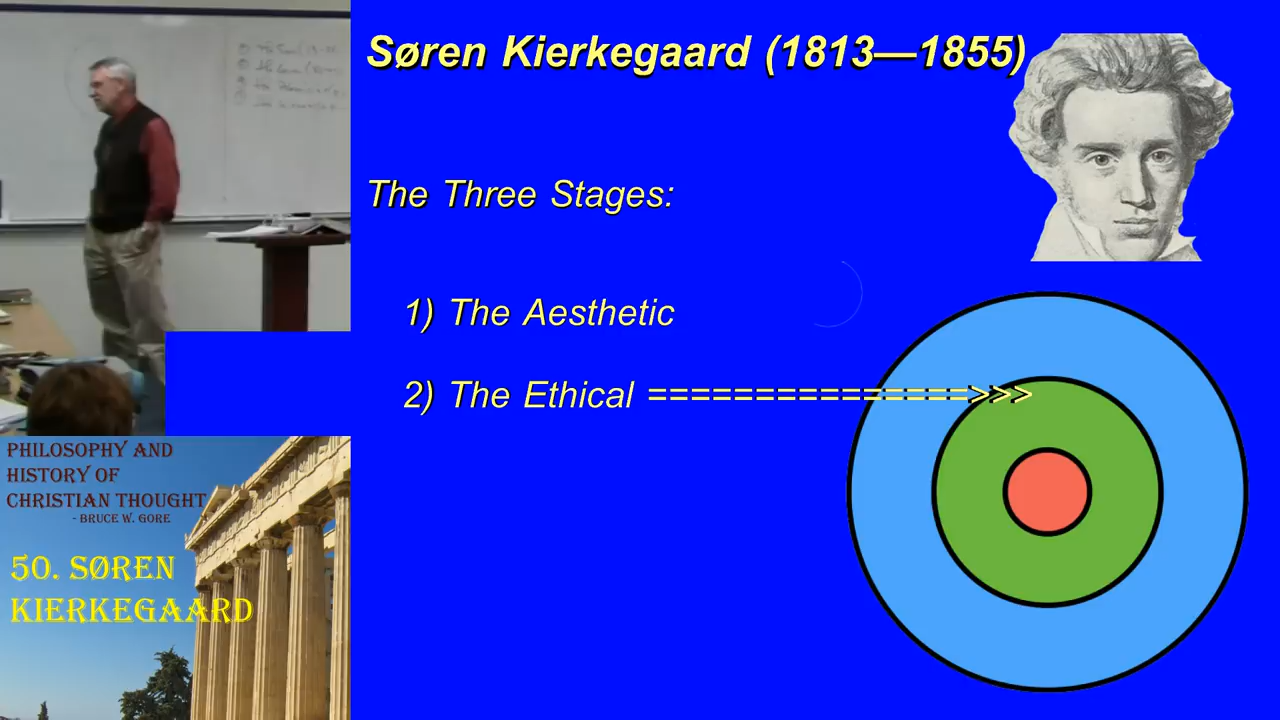 Søren Kierkegaard (1813—1855)
The Three Stages:
1) The Aesthetic
2) The Ethical ===============>>>
PHILOSOPHY AND
HISTORY OF
CHRISTIAN THOUGHT
- BRUCE W. GORE
50. SØREN
KIERKEGAARD